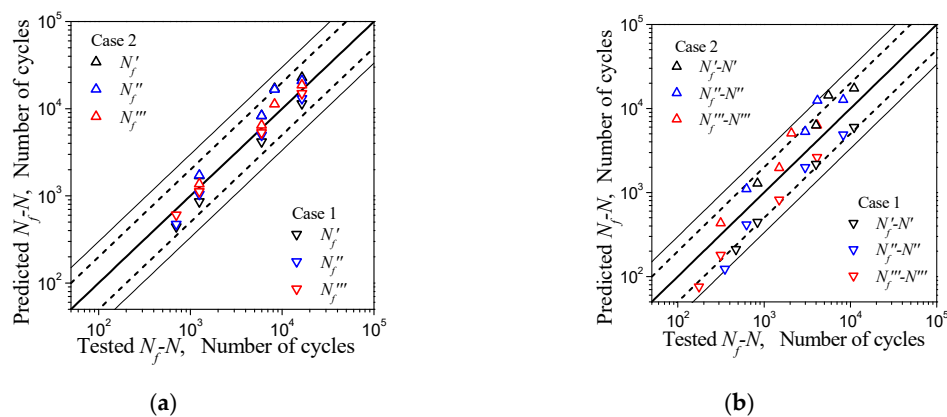 10^5
Case 2
N_f′
N_f″
N_f‴
10^4
10^3
10^2
Predicted N_f-N, Number of cycles
Case 1
N_f′
N_f″
N_f‴
10^2 10^3 10^4 10^5
Tested N_f-N, Number of cycles
(a)
10^5
Case 2
N_f′-N′
N_f″-N″
N_f‴-N‴
10^4
10^3
10^2
Predicted N_f-N, Number of cycles
Case 1
N_f′-N′
N_f″-N″
N_f‴-N‴
10^2 10^3 10^4 10^5
Tested N_f-N, Number of cycles
(b)